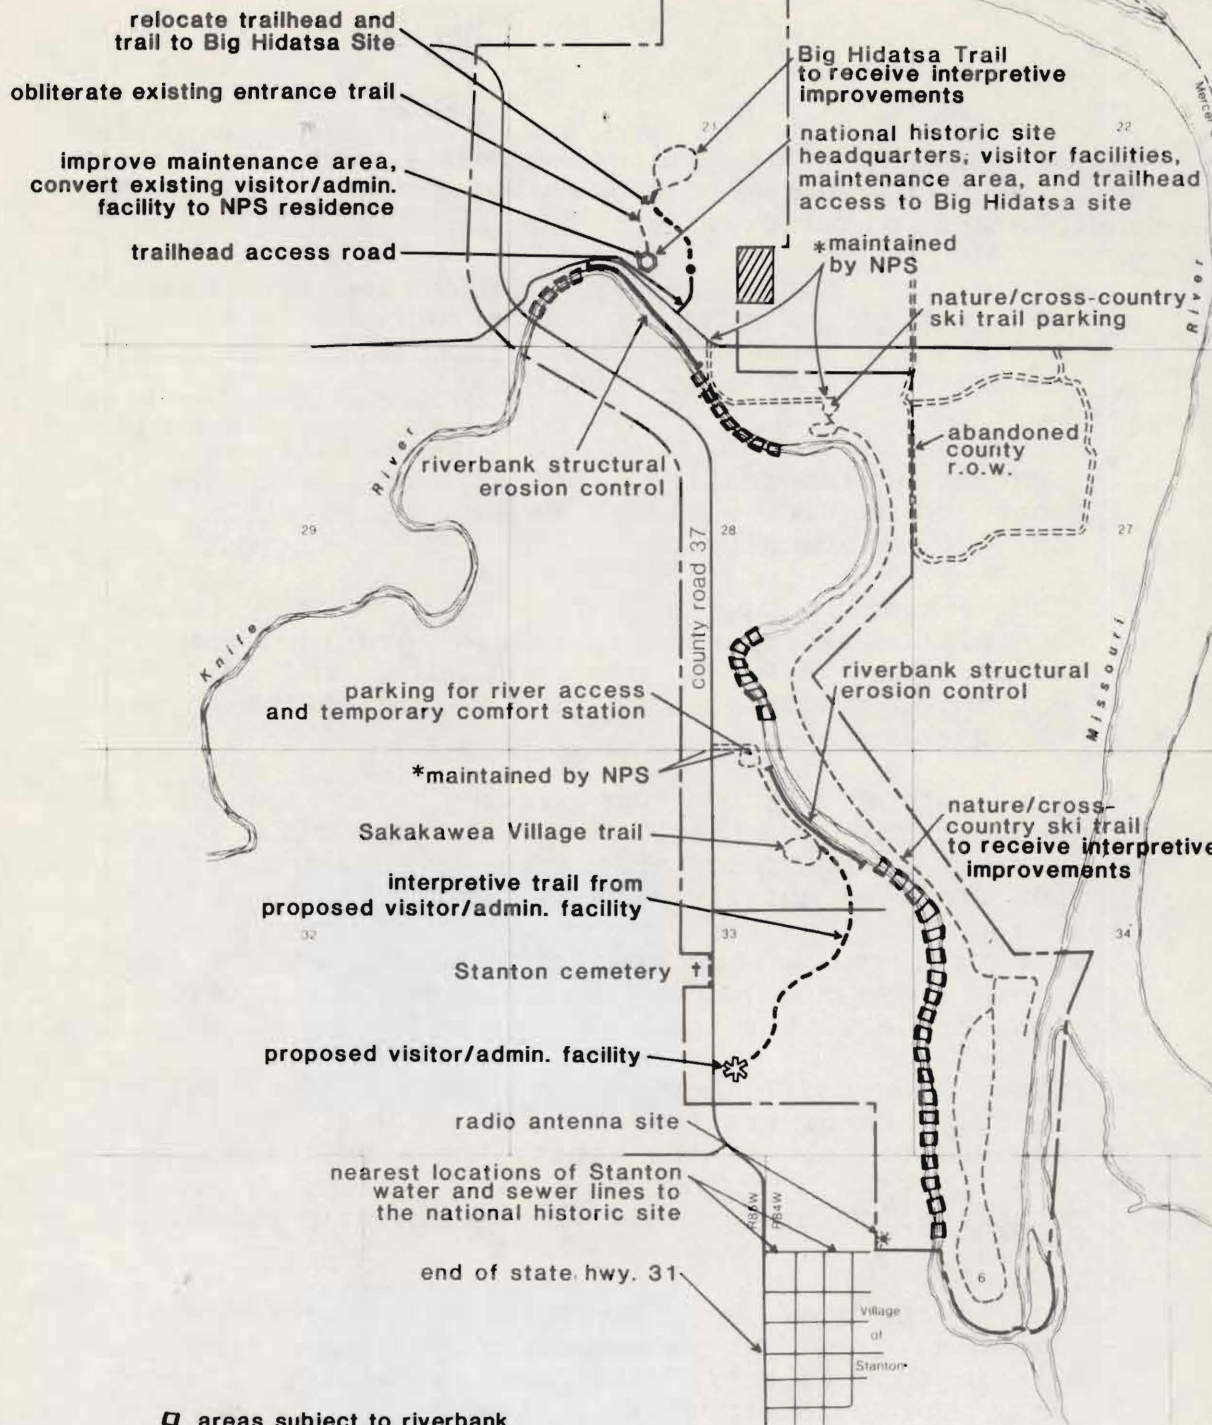 relocate trailhead and
trail to Big Hidatsa Site
obliterate existing entrance trail
improve maintenance area,
convert existing visitor/admin.
facility to NPS residence
trailhead access road
Big Hidatsa Trail
to receive interpretive
improvements
21
22
national historic site
headquarters, visitor facilities,
maintenance area, and trailhead
access to Big Hidatsa site
*maintained
by NPS
nature/cross-country
ski trail parking
River
abandoned
county
r.o.w.
River
riverbank structural
erosion control
29
28
27
county road 37
Knife
Missouri
riverbank structural
erosion control
parking for river access
and temporary comfort station
*maintained by NPS
Sakakawea Village trail
nature/cross-
country ski trail
to receive interpretive
improvements
interpretive trail from
proposed visitor/admin. facility
32
33
34
Stanton cemetery
proposed visitor/admin. facility
radio antenna site
nearest locations of Stanton
water and sewer lines to
the national historic site
R84W
end of state hwy. 31
6
Village
of
Stanton
areas subject to riverbank